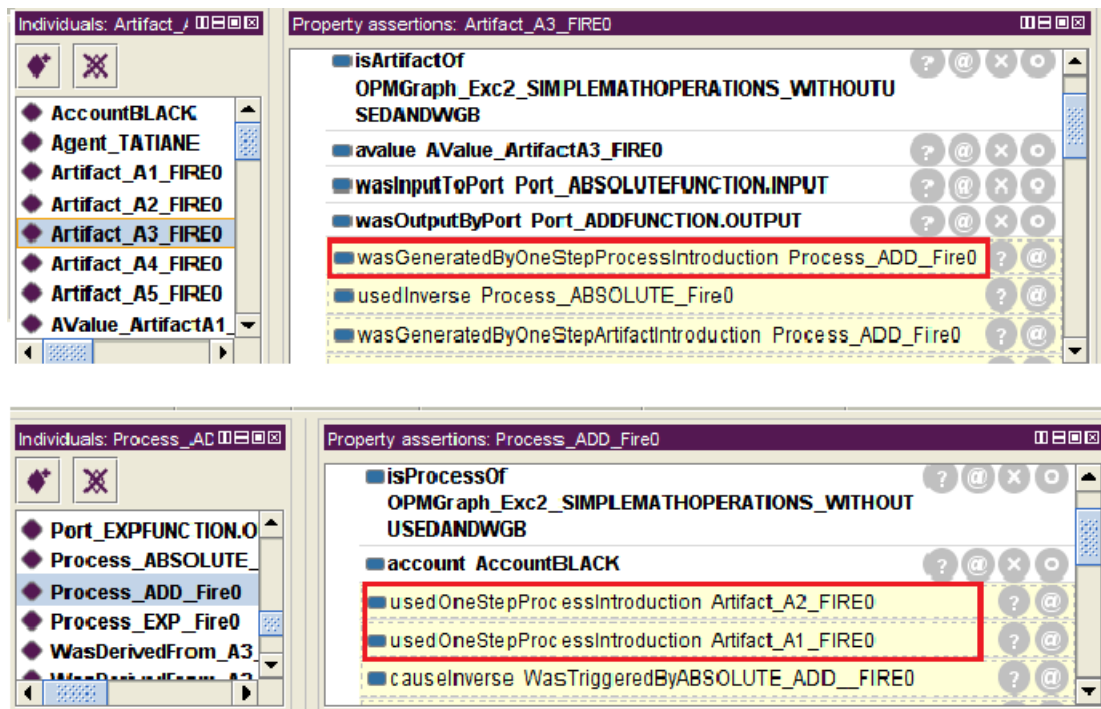 Individuals: Artifact_
Property assertions: Artifact_A3_FIRE0
isArtifactOf
OPMGraph_Exc2_SIMPLEMATHOPERATIONS_WITHOUTU
SEDANDWGB
AccountBLACK
Agent_TATIANE
Artifact_A1_FIRE0
Artifact_A2_FIRE0
Artifact_A3_FIRE0
Artifact_A4_FIRE0
Artifact_A5_FIRE0
AValue_ArtifactA1_
avalue AValue_ArtifactA3_FIRE0
wasInputToPort Port_ABSOLUTEFUNCTION.INPUT
wasOutputByPort Port_ADDFUNCTION.OUTPUT
wasGeneratedByOneStepProcessIntroduction Process_ADD__Fire0
usedInverse Process_ABSOLUTE_Fire0
wasGeneratedByOneStepArtifactIntroduction Process_ADD_Fire0
Individuals: Process_AD
Property assertions: Process_ADD_Fire0
isProcessOf
OPMGraph_Exc2_SIMPLEMATHOPERATIONS_WITHOUT
USEDANDWGB
Port_EXPFUNCTION.O
Process_ABSOLUTE_
Process_ADD_Fire0
Process_EXP_Fire0
WasDerivedFrom_A3_
account AccountBLACK
usedOneStepProcessIntroduction Artifact_A2_FIRE0
usedOneStepProcessIntroduction Artifact_A1_FIRE0
causeInverse WasTriggeredByABSOLUTE_ADD__FIRE0